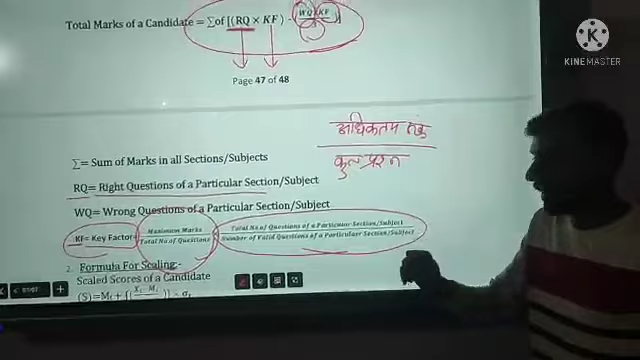 Total Marks of a Candidate = ∑of [(RQ × KF) - WQ×KF
KINEMASTER
Page 47 of 48
अधिकतम
कुल प्रश्न
∑= Sum of Marks in all Sections/Subjects
RQ= Right Questions of a Particular Section/Subject
WQ= Wrong Questions of a Particular Section/Subject
KF= Key Factor= Maximum Marks / Total No of Questions × Total No. of Questions of a Particular Section/Subject / Number of Valid Questions of a Particularr Section/Subject
2. Formula For Scaling:-
Scaled Scores of a Candidate
(S)=